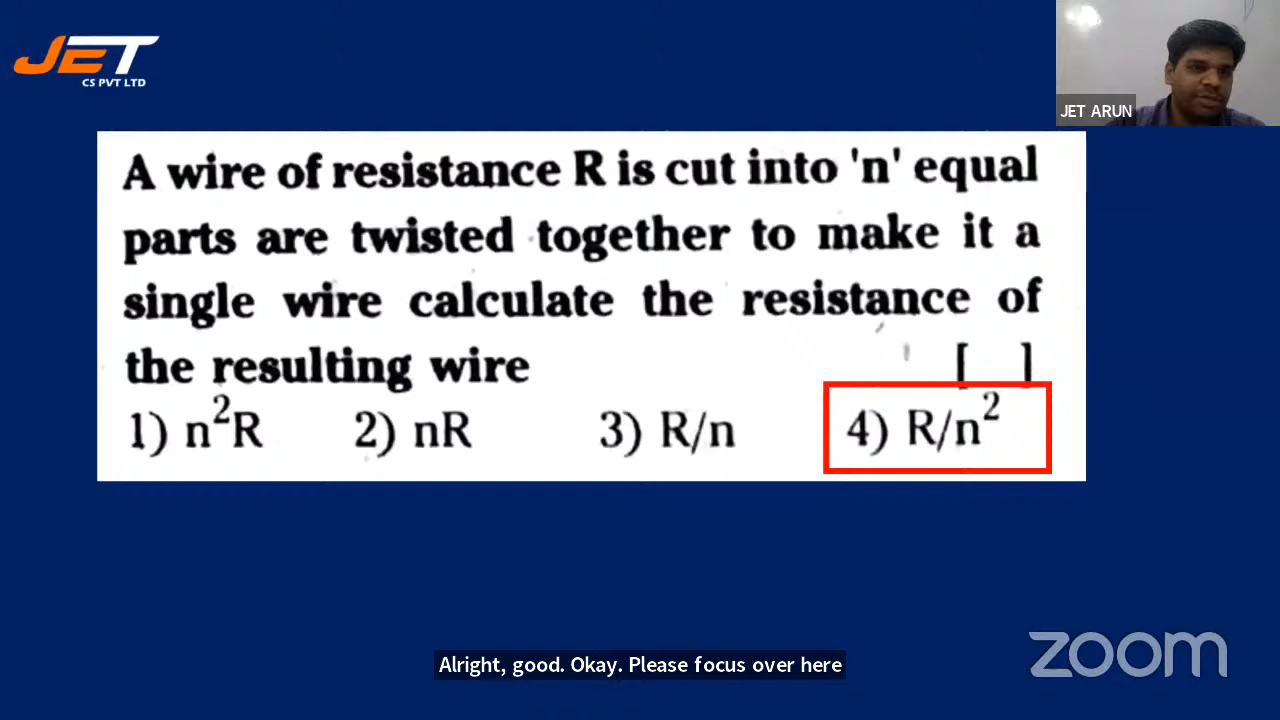 JET
CS PVT LTD
JET ARUN
A wire of resistance R is cut into 'n' equal
parts are twisted together to make it a
single wire calculate the resistance of
the resulting wire [ ]
1) n²R 2) nR 3) R/n 4) R/n²
Alright, good. Okay. Please focus over here
zoom